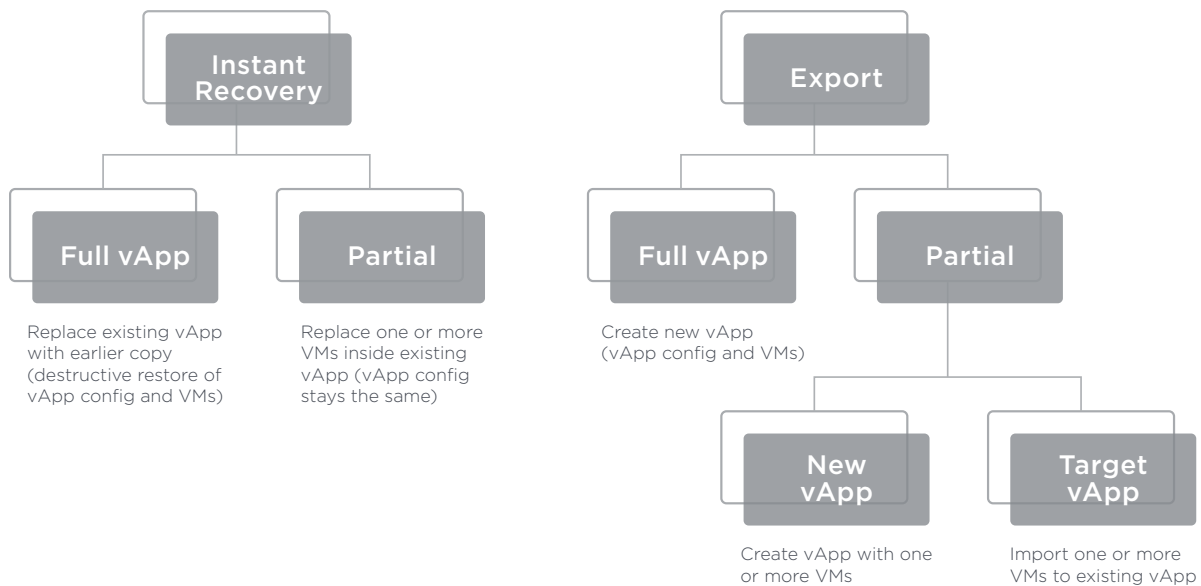 Instant
Recovery
Full vApp
Replace existing vApp
with earlier copy
(destructive restore of
vApp config and VMs)
Partial
Replace one or more
VMs inside existing
vApp (vApp config
stays the same)
Export
Full vApp
Create new vApp
(vApp config and VMs)
Partial
New
vApp
Create vApp with one
or more VMs
Target
vApp
Import one or more
VMs to existing vApp